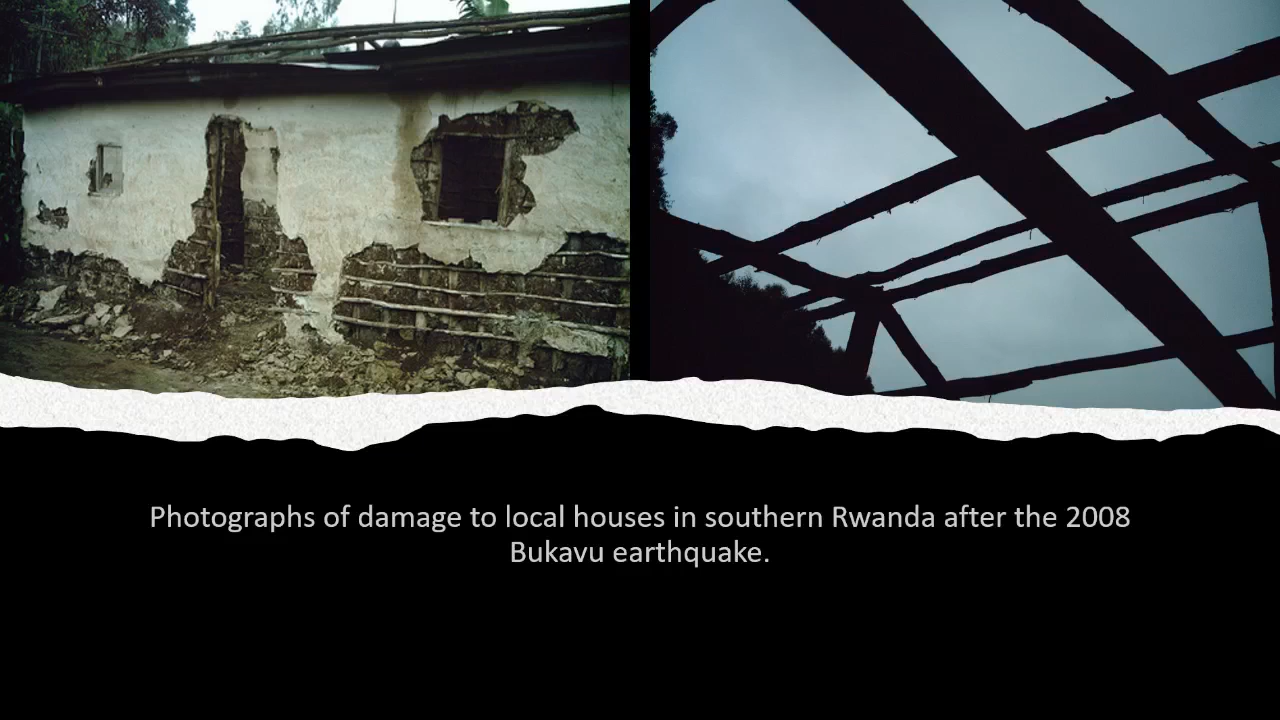 Photographs of damage to local houses in southern Rwanda after the 2008
Bukavu earthquake.